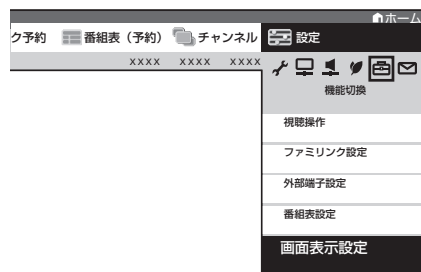 ホーム
ク予約 番組表（予約） チャンネル 設定
xxxx xxxx xxxx
機能切換
視聴操作
ファミリンク設定
外部端子設定
番組表設定
画面表示設定